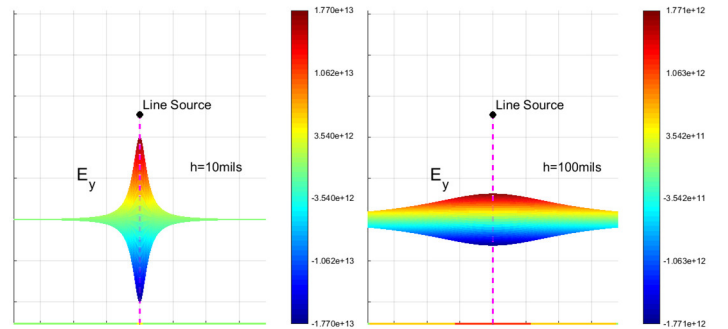 Line Source
E_y
h=10mils
1.770e+13
1.062e+13
3.540e+12
-3.540e+12
-1.062e+13
-1.770e+13
Line Source
E_y
h=100mils
1.771e+12
1.063e+12
3.542e+11
-3.542e+11
-1.063e+12
-1.771e+12